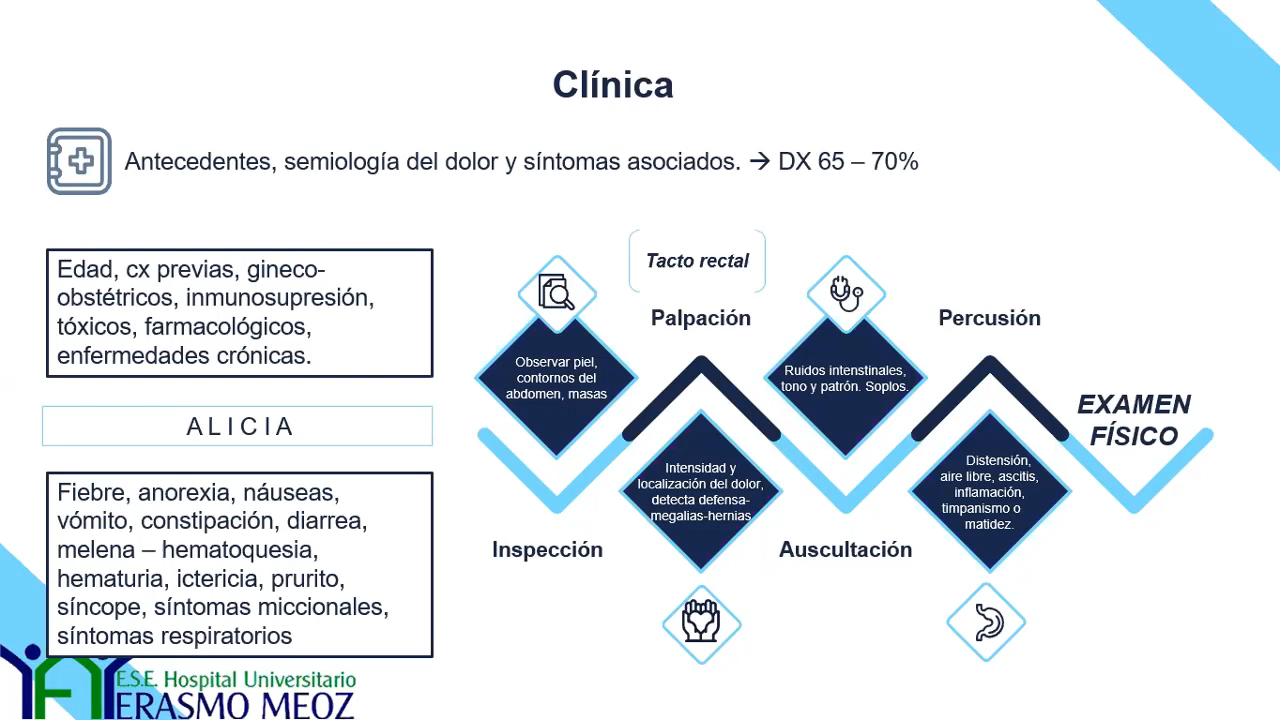 Clínica
Antecedentes, semiología del dolor y síntomas asociados. → DX 65 – 70%
Edad, cx previas, gineco-
obstétricos, inmunosupresión,
tóxicos, farmacológicos,
enfermedades crónicas.
A L I C I A
Fiebre, anorexia, náuseas,
vómito, constipación, diarrea,
melena – hematoquesia,
hematuria, ictericia, prurito,
síncope, síntomas miccionales,
síntomas respiratorios
Observar piel,
contornos del
abdomen, masas
Inspección
Tacto rectal
Palpación
Intensidad y
localización del dolor,
detecta defensa-
megalias-hernias
Ruidos intenstinales,
tono y patrón. Soplos.
Auscultación
Percusión
Distensión,
aire libre, ascitis,
inflamación,
timpanismo o
matidez.
EXAMEN
FÍSICO
E.S.E. Hospital Universitario
ERASMO MEOZ